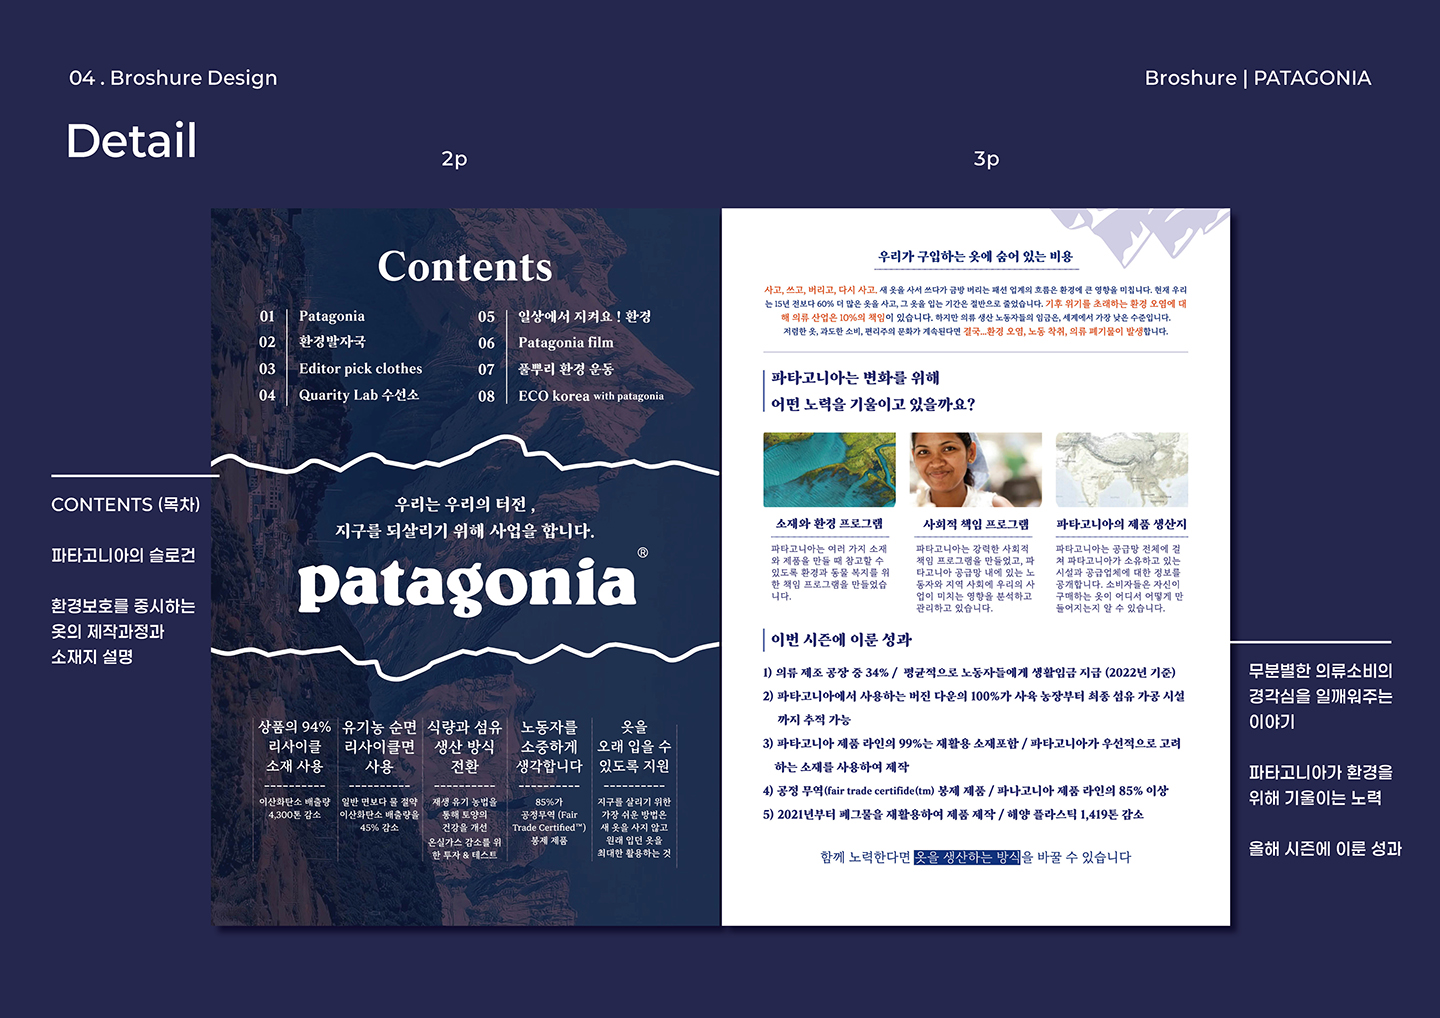 04 . Broshure Design
Broshure | PATAGONIA
Detail
2p
3p
Contents
01 Patagonia
02 환경발자국
03 Editor pick clothes
04 Quarity Lab 수선소
05 일상에서 지켜요 ! 환경
06 Patagonia film
07 풀뿌리 환경 운동
08 ECO korea with patagonia
우리는 우리의 터전 ,
지구를 되살리기 위해 사업을 합니다.
patagonia®
상품의 94%
리사이클
소재 사용
이산화탄소 배출량
4,300톤 감소
유기농 순면
리사이클면
사용
일반 면보다 물 절약
이산화탄소 배출량을
45% 감소
식량과 섬유
생산 방식
전환
재생 유기 농법을
통해 토양의
건강을 개선
온실가스 감소를 위
한 투자 & 테스트
노동자를
소중하게
생각합니다
85%가
공정무역 (Fair
Trade Certified™)
봉제 제품
옷을
오래 입을 수
있도록 지원
지구를 살리기 위한
가장 쉬운 방법은
새 옷을 사지 않고
원래 입던 옷을
최대한 활용하는 것
CONTENTS (목차)
파타고니아의 슬로건
환경보호를 중시하는
옷의 제작과정과
소재지 설명
우리가 구입하는 옷에 숨어 있는 비용
사고, 쓰고, 버리고, 다시 사고. 새 옷을 사서 쓰다가 금방 버리는 패션 업계의 흐름은 환경에 큰 영향을 미칩니다. 현재 우리
는 15년 전보다 60% 더 많은 옷을 사고, 그 옷을 입는 기간은 절반으로 줄었습니다. 기후 위기를 초래하는 환경 오염에 대
해 의류 산업은 10%의 책임이 있습니다. 하지만 의류 생산 노동자들의 임금은, 세계에서 가장 낮은 수준입니다.
저렴한 옷, 과도한 소비, 편리주의 문화가 계속된다면 결국...환경 오염, 노동 착취, 의류 폐기물이 발생합니다.
파타고니아는 변화를 위해
어떤 노력을 기울이고 있을까요?
소재와 환경 프로그램
파타고니아는 여러 가지 소재
와 제품을 만들 때 참고할 수
있도록 환경과 동물 복지를 위
한 책임 프로그램을 만들었습
니다.
사회적 책임 프로그램
파타고니아는 강력한 사회적
책임 프로그램을 만들었고, 파
타고니아 공급망 내에 있는 노
동자와 지역 사회에 우리의 사
업이 미치는 영향을 분석하고
관리하고 있습니다.
파타고니아의 제품 생산지
파타고니아는 공급망 전체에 걸
쳐 파타고니아가 소유하고 있는
시설과 공급업체에 대한 정보를
공개합니다. 소비자들은 자신이
구매하는 옷이 어디서 어떻게 만
들어지는지 알 수 있습니다.
이번 시즌에 이룬 성과
1) 의류 제조 공장 중 34% / 평균적으로 노동자들에게 생활임금 지급 (2022년 기준)
2) 파타고니아에서 사용하는 버진 다운의 100%가 사육 농장부터 최종 섬유 가공 시설
까지 추적 가능
3) 파타고니아 제품 라인의 99%는 재활용 소재포함 / 파타고니아가 우선적으로 고려
하는 소재를 사용하여 제작
4) 공정 무역(fair trade certifide(tm) 봉제 제품 / 파나고니아 제품 라인의 85% 이상
5) 2021년부터 폐그물을 재활용하여 제품 제작 / 해양 플라스틱 1,419톤 감소
함께 노력한다면 옷을 생산하는 방식을 바꿀 수 있습니다
무분별한 의류소비의
경각심을 일깨워주는
이야기
파타고니아가 환경을
위해 기울이는 노력
올해 시즌에 이룬 성과